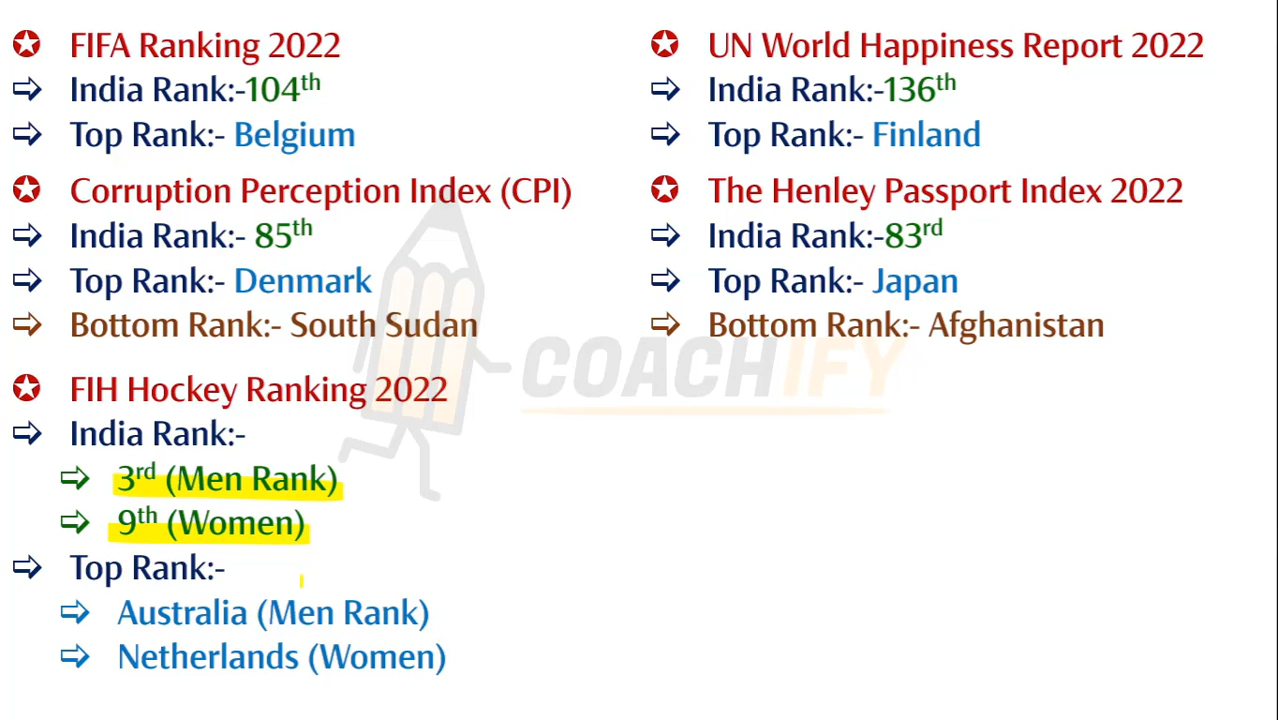 ✪ FIFA Ranking 2022
⇨ India Rank:-104th
⇨ Top Rank:- Belgium
✪ Corruption Perception Index (CPI)
⇨ India Rank:- 85th
⇨ Top Rank:- Denmark
⇨ Bottom Rank:- South Sudan
✪ FIH Hockey Ranking 2022
⇨ India Rank:-
⇨ 3rd (Men Rank)
⇨ 9th (Women)
⇨ Top Rank:-
⇨ Australia (Men Rank)
⇨ Netherlands (Women)
✪ UN World Happiness Report 2022
⇨ India Rank:-136th
⇨ Top Rank:- Finland
✪ The Henley Passport Index 2022
⇨ India Rank:-83rd
⇨ Top Rank:- Japan
⇨ Bottom Rank:- Afghanistan
COACHIFY